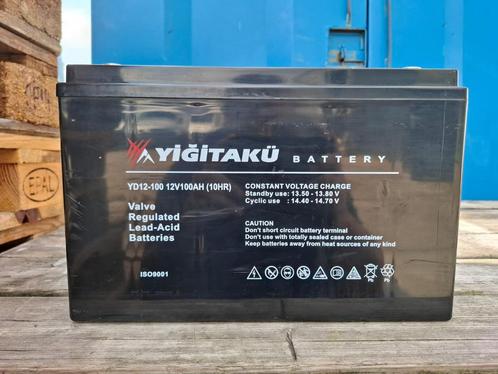 YİĞİTAKÜ BATTERY
YD12-100 12V100AH (10HR)
Valve
Regulated
Lead-Acid
Batteries
ISO9001
CONSTANT VOLTAGE CHARGE
Standby use: 13.50 - 13.80 V
Cyclic use : 14.40 - 14.70 V
CAUTION
Don't short circuit battery terminal
Don't use with totally sealed case or container
Keep batteries away from heat sources of any kind
Pb Pb
EPAL